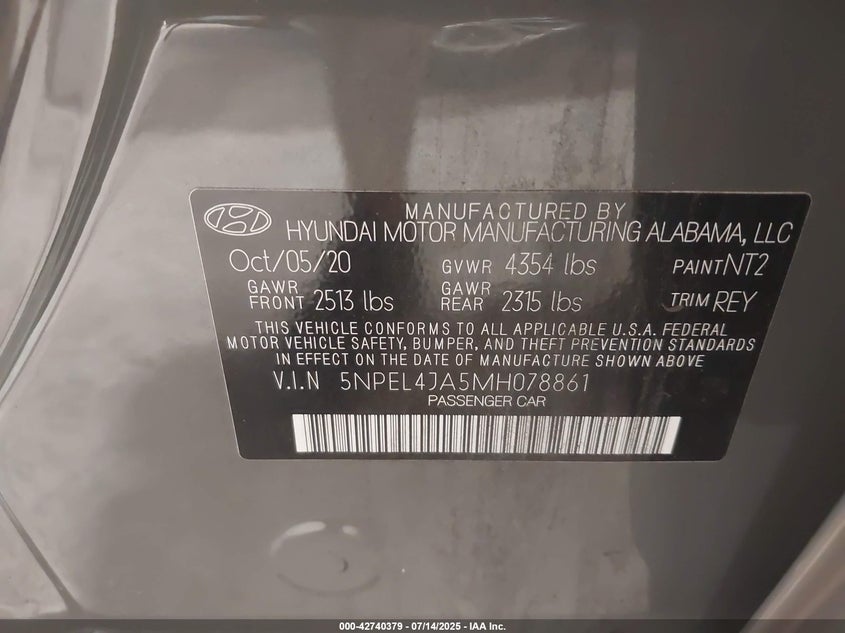 MANUFACTURED BY
HYUNDAI MOTOR MANUFACTURING ALABAMA, LLC
Oct/05/20 GVWR 4354 lbs PAINT NT2
GAWR FRONT 2513 lbs GAWR REAR 2315 lbs TRIM REY
THIS VEHICLE CONFORMS TO ALL APPLICABLE U.S.A. FEDERAL
MOTOR VEHICLE SAFETY, BUMPER, AND THEFT PREVENTION STANDARDS
IN EFFECT ON THE DATE OF MANUFACTURE SHOWN ABOVE
V.I.N 5NPEL4JA5MH078861
PASSENGER CAR
000-42740379 - 07/14/2025 - IAA Inc.